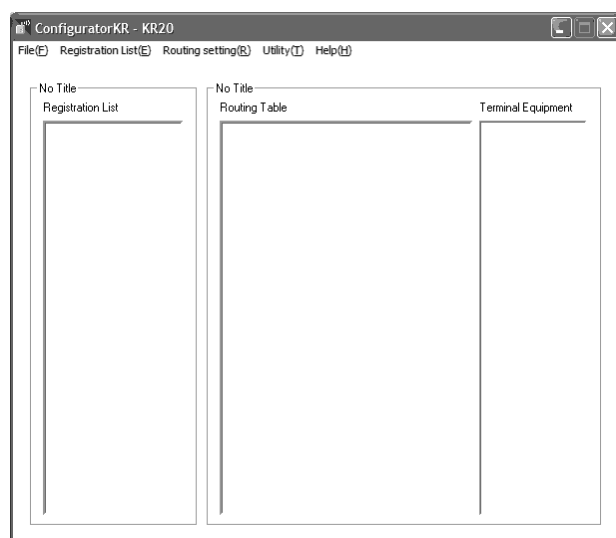 ConfiguratorKR - KR20
File(F) Registration List(E) Routing setting(R) Utility(T) Help(H)
No Title
Registration List
No Title
Routing Table Terminal Equipment